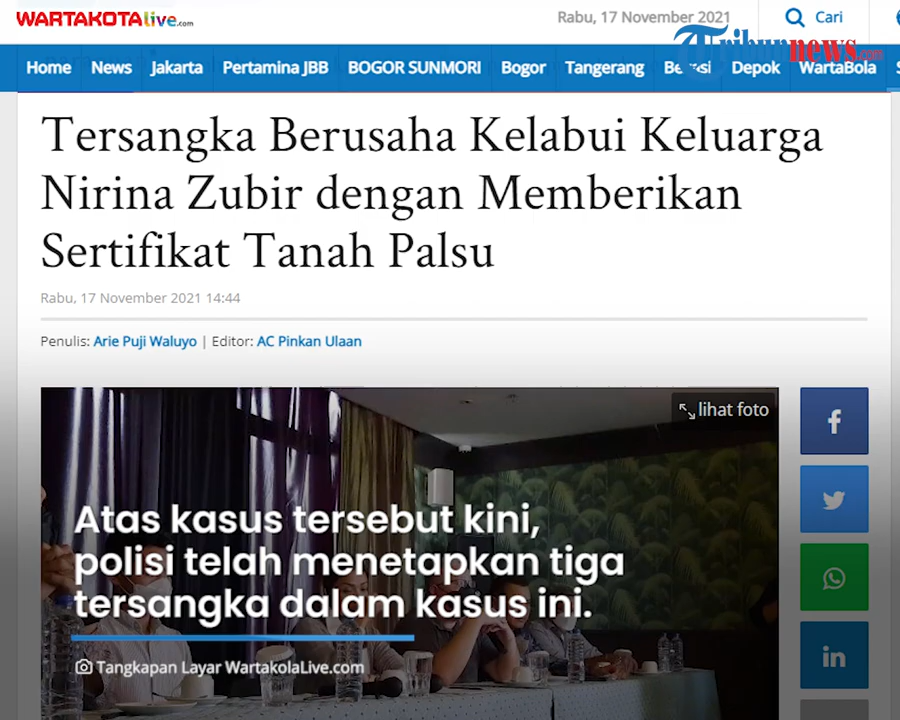 WARTAKOTAlive.com
Rabu, 17 November 2021
Cari
Tribunnews.com
Home News Jakarta Pertamina JBB BOGOR SUNMORI Bogor Tangerang Bekasi Depok WartaBola
Tersangka Berusaha Kelabui Keluarga
Nirina Zubir dengan Memberikan
Sertifikat Tanah Palsu
Rabu, 17 November 2021 14:44
Penulis: Arie Puji Waluyo | Editor: AC Pinkan Ulaan
lihat foto
Atas kasus tersebut kini,
polisi telah menetapkan tiga
tersangka dalam kasus ini.
Tangkapan Layar WartakolaLive.com